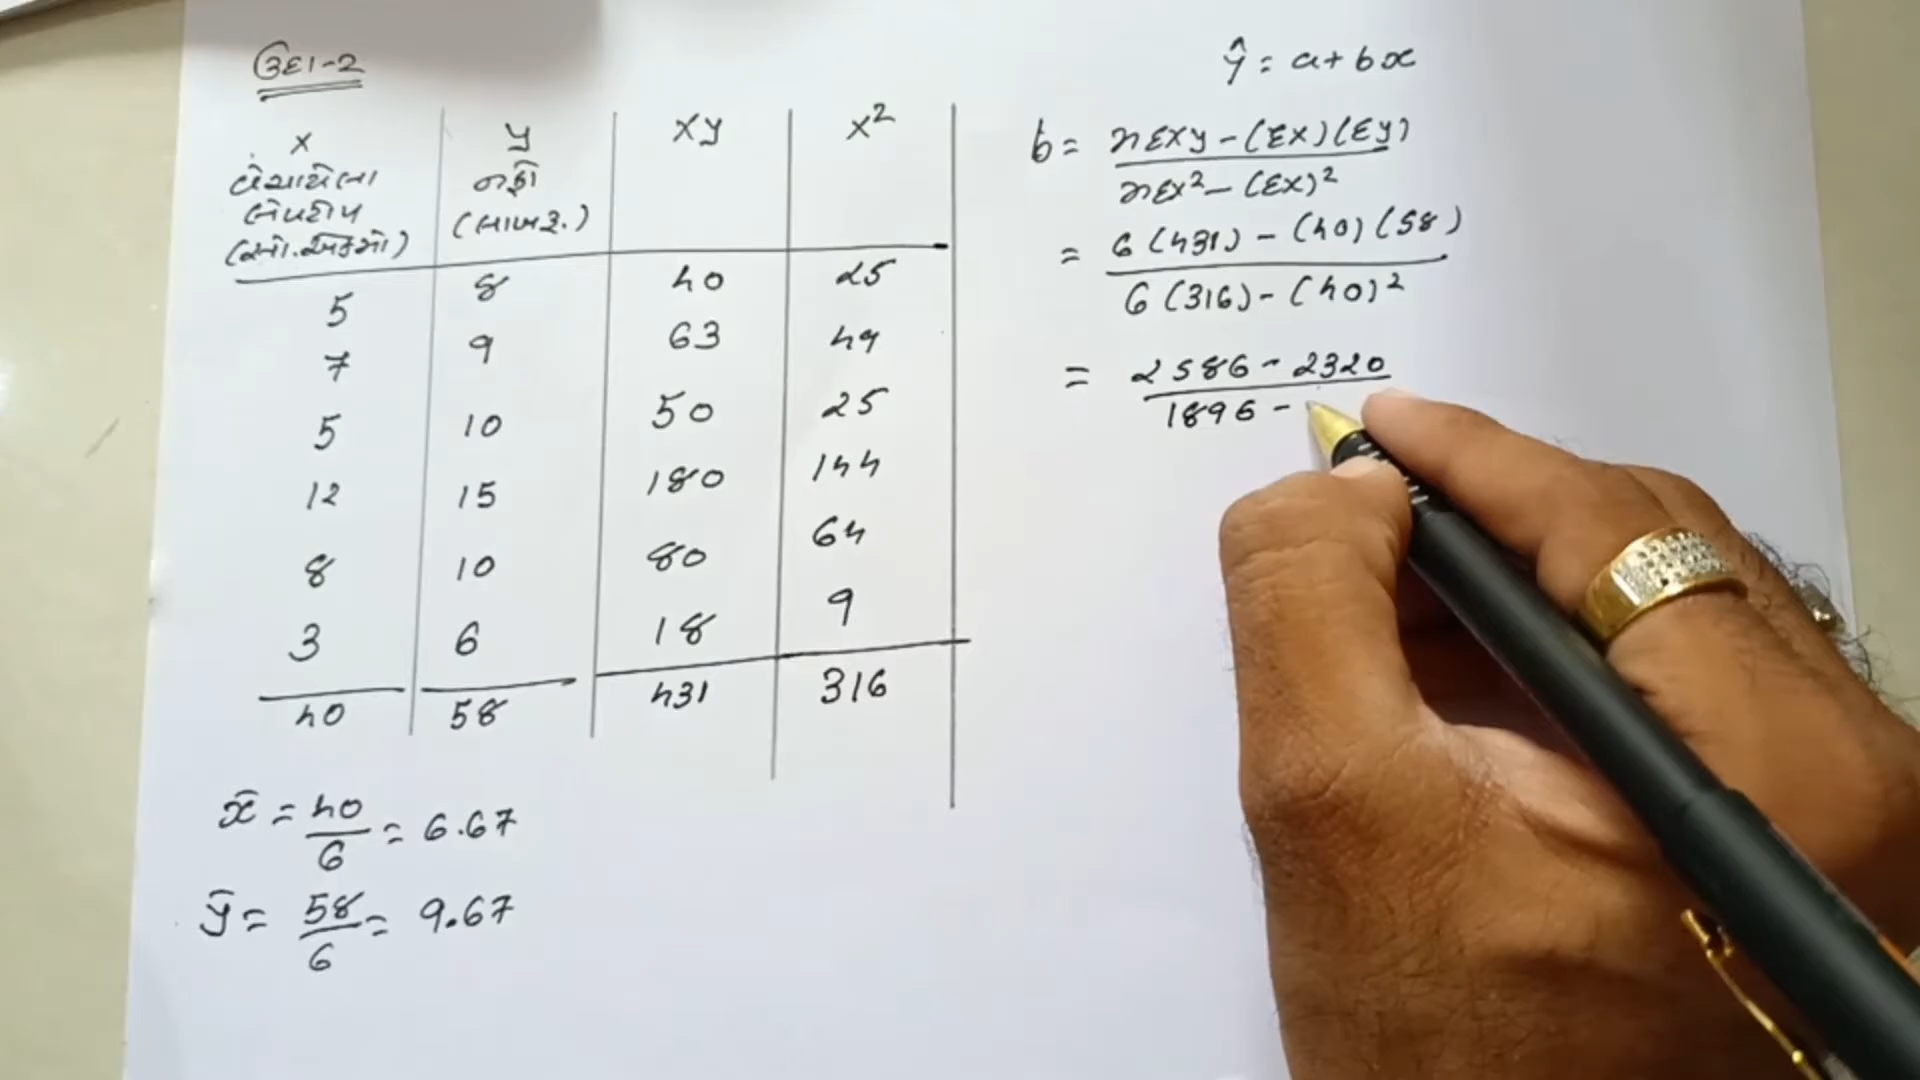 ઉદા-2
x y xy x²
વેચાયેલા નફો
લેપટોપ (લાખ રૂ.)
(સો. એકમો)
5 8 40 25
7 9 63 49
5 10 50 25
12 15 180 144
8 10 80 64
3 6 18 9
40 58 431 316
x̄ = 40/6 = 6.67
ȳ = 58/6 = 9.67
ŷ = a + bx
b = nΣxy - (Σx)(Σy) / nΣx² - (Σx)²
= 6(431) - (40)(58) / 6(316) - (40)²
= 2586 - 2320 / 1896 -